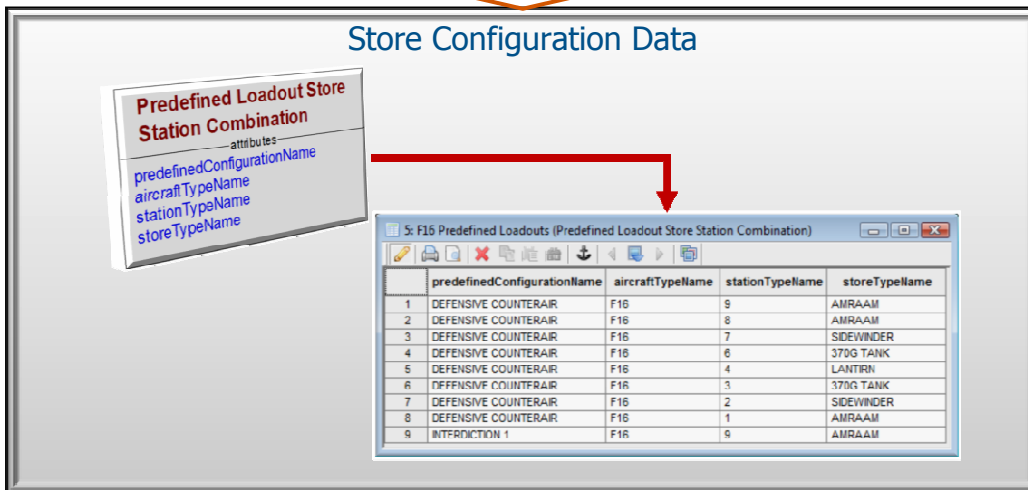 Store Configuration Data
Predefined Loadout Store
Station Combination
attributes
predefinedConfigurationName
aircraftTypeName
stationTypeName
storeTypeName
5: F16 Predefined Loadouts (Predefined Loadout Store Station Combination)
predefinedConfigurationName aircraftTypeName stationTypeName storeTypeName
1 DEFENSIVE COUNTERAIR F16 9 AMRAAM
2 DEFENSIVE COUNTERAIR F16 8 AMRAAM
3 DEFENSIVE COUNTERAIR F16 7 SIDEWINDER
4 DEFENSIVE COUNTERAIR F16 6 370G TANK
5 DEFENSIVE COUNTERAIR F16 4 LANTIRN
6 DEFENSIVE COUNTERAIR F16 3 370G TANK
7 DEFENSIVE COUNTERAIR F16 2 SIDEWINDER
8 DEFENSIVE COUNTERAIR F16 1 AMRAAM
9 INTERDICTION 1 F16 9 AMRAAM